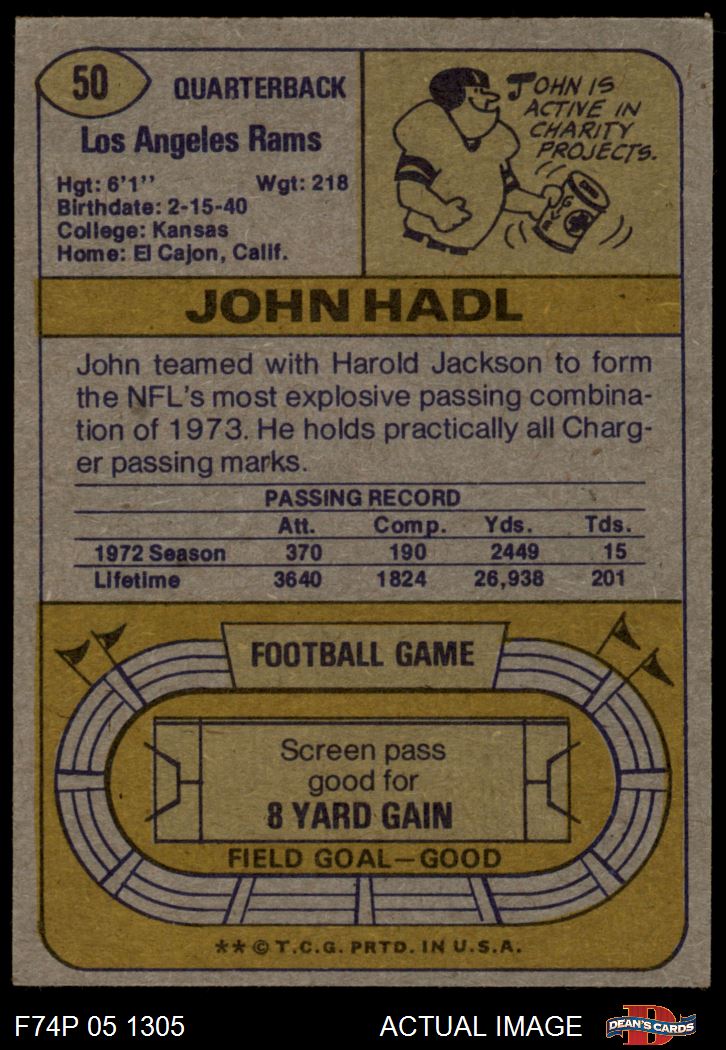 50
QUARTERBACK
Los Angeles Rams
Hgt: 6'1'' Wgt: 218
Birthdate: 2-15-40
College: Kansas
Home: El Cajon, Calif.
JOHN IS
ACTIVE IN
CHARITY
PROJECTS.
JOHN HADL
John teamed with Harold Jackson to form
the NFL's most explosive passing combina-
tion of 1973. He holds practically all Charg-
er passing marks.
PASSING RECORD
Att. Comp. Yds. Tds.
1972 Season 370 190 2449 15
Lifetime 3640 1824 26,938 201
FOOTBALL GAME
Screen pass
good for
8 YARD GAIN
FIELD GOAL—GOOD
** © T.C.G. PRTD. IN U.S.A.
F74P 05 1305 ACTUAL IMAGE
D
DEAN'S CARDS